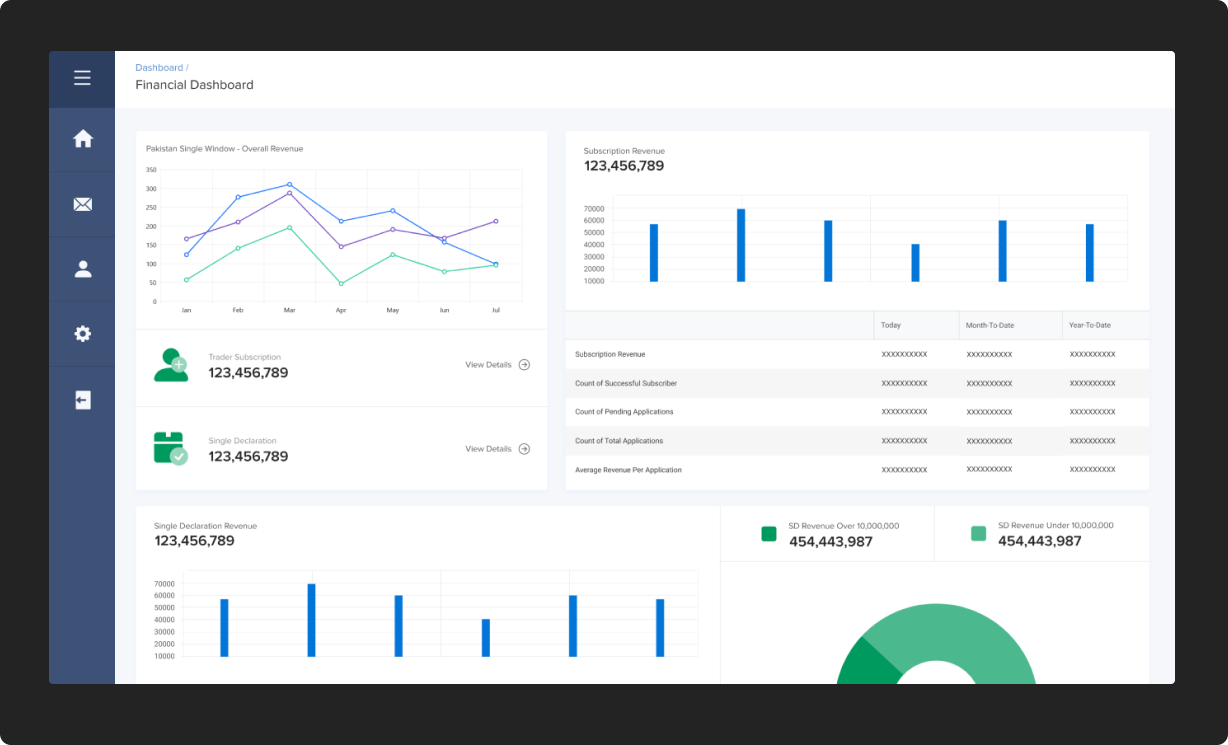 Dashboard /
Financial Dashboard
Pakistan Single Window - Overall Revenue
350
300
250
200
150
100
50
0
Jan Feb Mar Apr May Jun Jul
Trader Subscription
123,456,789
View Details
Single Declaration
123,456,789
View Details
Subscription Revenue
123,456,789
70000
60000
50000
40000
30000
20000
10000
Today Month-To-Date Year-To-Date
Subscription Revenue XXXXXXXXXX XXXXXXXXXX XXXXXXXXXX
Count of Successful Subscriber XXXXXXXXXX XXXXXXXXXX XXXXXXXXXX
Count of Pending Applications XXXXXXXXXX XXXXXXXXXX XXXXXXXXXX
Count of Total Applications XXXXXXXXXX XXXXXXXXXX XXXXXXXXXX
Average Revenue Per Application XXXXXXXXXX XXXXXXXXXX XXXXXXXXXX
Single Declaration Revenue
123,456,789
70000
60000
50000
40000
30000
20000
10000
SD Revenue Over 10,000,000
454,443,987
SD Revenue Under 10,000,000
454,443,987